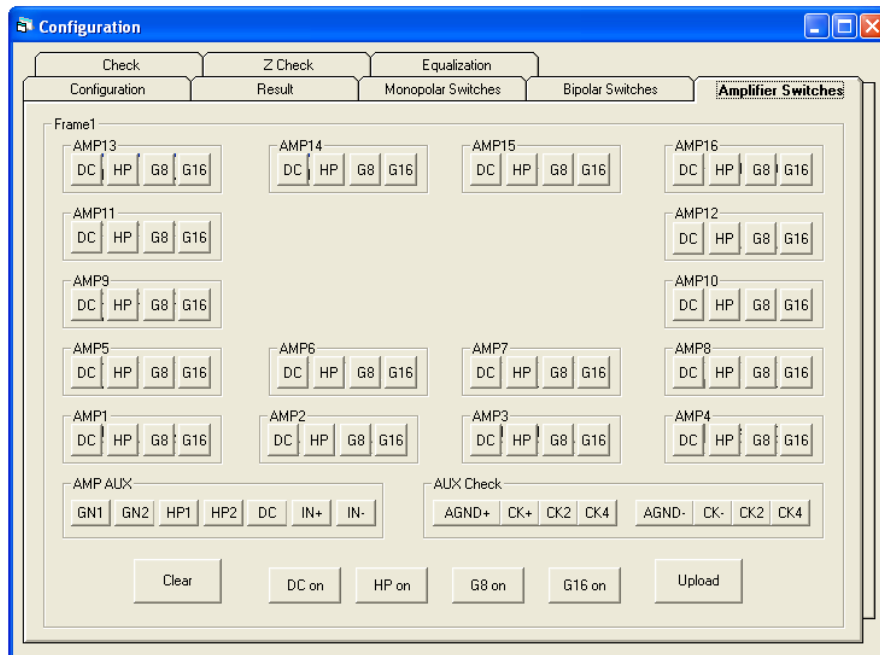 Configuration
Check Z Check Equalization
Configuration Result Monopolar Switches Bipolar Switches Amplifier Switches
Frame1
AMP13 AMP14 AMP15 AMP16
DC HP G8 G16 DC HP G8 G16 DC HP G8 G16 DC HP G8 G16
AMP11 AMP12
DC HP G8 G16 DC HP G8 G16
AMP9 AMP10
DC HP G8 G16 DC HP G8 G16
AMP5 AMP6 AMP7 AMP8
DC HP G8 G16 DC HP G8 G16 DC HP G8 G16 DC HP G8 G16
AMP1 AMP2 AMP3 AMP4
DC HP G8 G16 DC HP G8 G16 DC HP G8 G16 DC HP G8 G16
AMP AUX AUX Check
GN1 GN2 HP1 HP2 DC IN+ IN- AGND+ CK+ CK2 CK4 AGND- CK- CK2 CK4
Clear DC on HP on G8 on G16 on Upload